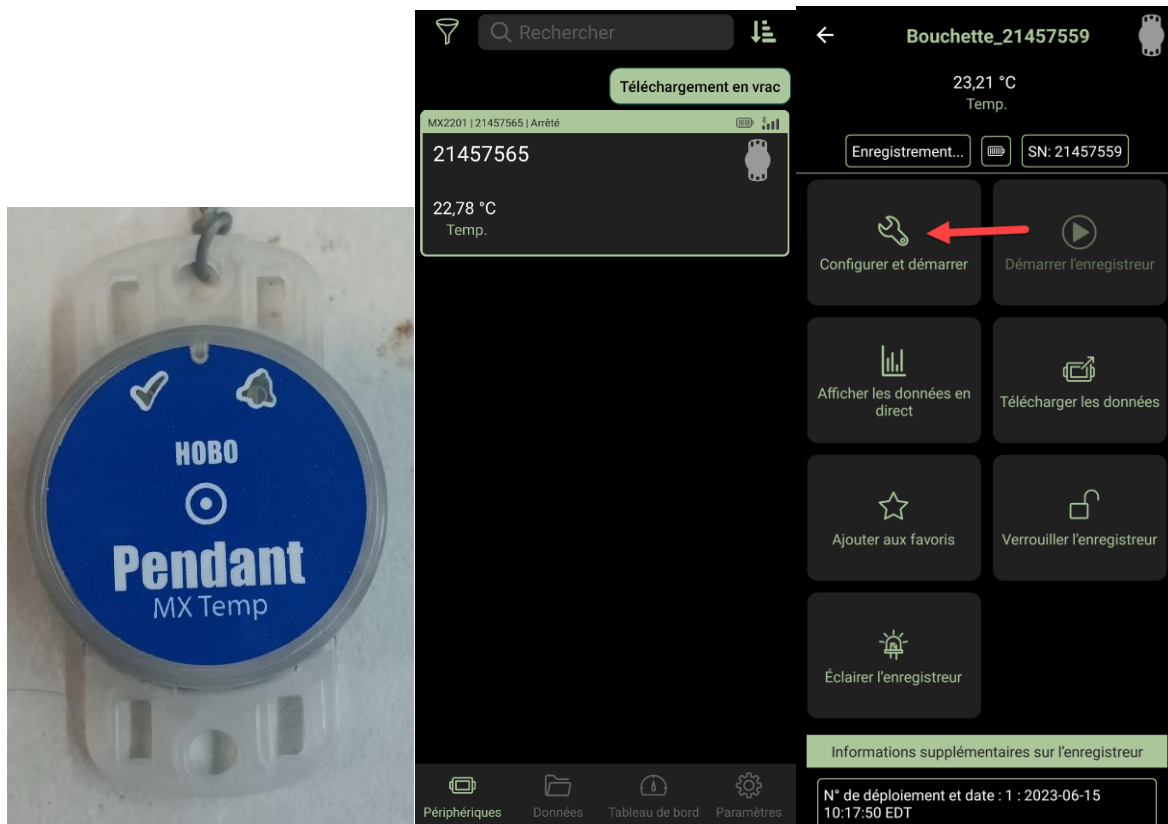 HOBO
Pendant
MX Temp
Rechercher
Téléchargement en vrac
MX2201 | 21457565 | Arrêté
21457565
22,78 °C
Temp.
Périphériques
Données
Tableau de bord
Paramètres
Bouchette_21457559
23,21 °C
Temp.
Enregistrement...
SN: 21457559
Configurer et démarrer
Démarrer l'enregistreur
Afficher les données en
direct
Télécharger les données
Ajouter aux favoris
Verrouiller l'enregistreur
Éclairer l'enregistreur
Informations supplémentaires sur l'enregistreur
N° de déploiement et date : 1 : 2023-06-15
10:17:50 EDT